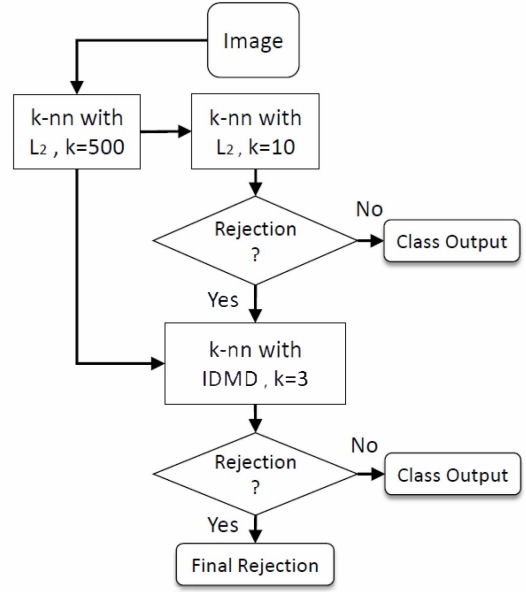 Image
k-nn with
L2 , k=500
k-nn with
L2 , k=10
Rejection
?
No
Class Output
Yes
k-nn with
IDMD , k=3
Rejection
?
No
Class Output
Yes
Final Rejection